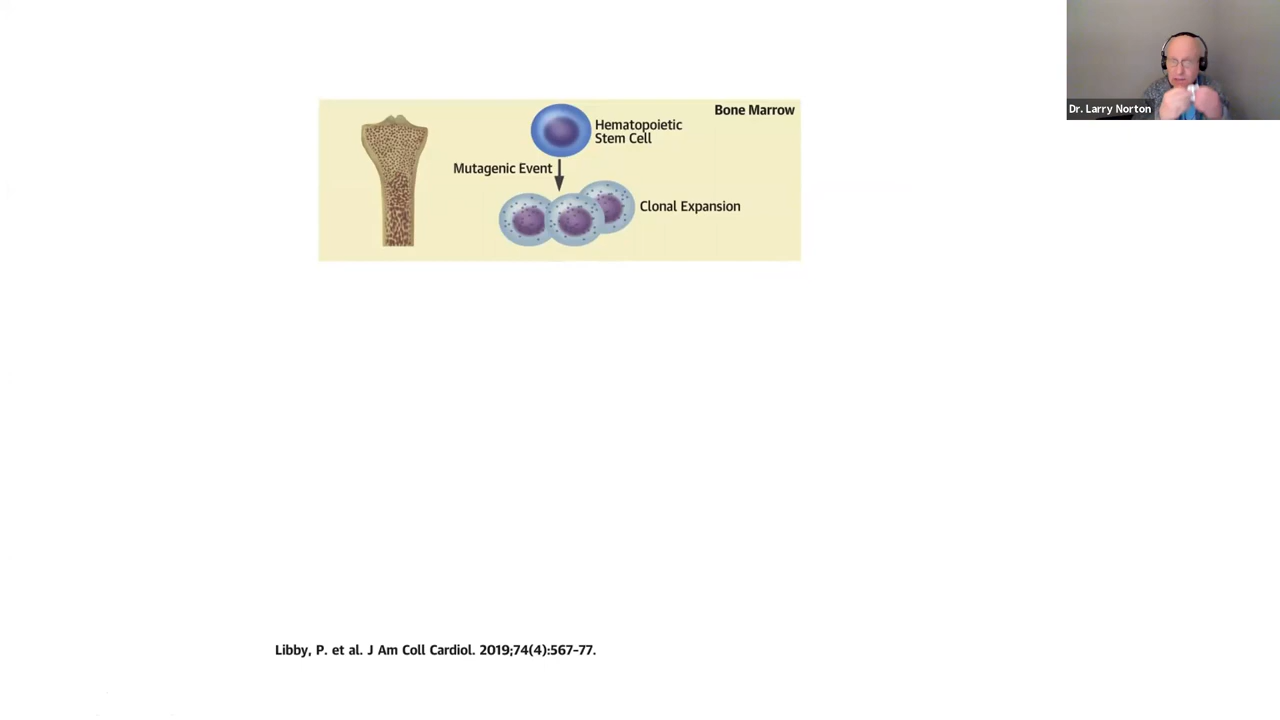 Dr. Larry Norton
Bone Marrow
Hematopoietic
Stem Cell
Mutagenic Event
Clonal Expansion
Libby, P. et al. J Am Coll Cardiol. 2019;74(4):567–77.